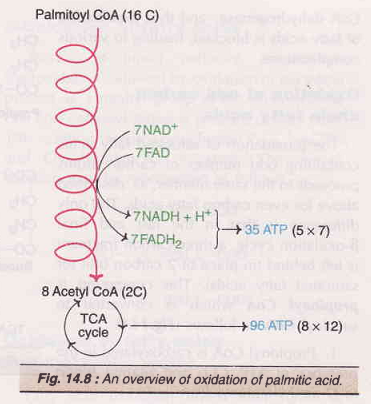 Palmitoyl CoA (16 C)
7NAD⁺
7FAD
7NADH + H⁺
7FADH₂
35 ATP (5 x 7)
8 Acetyl CoA (2C)
TCA
cycle
96 ATP (8 x 12)
Fig. 14.8 : An overview of oxidation of palmitic acid.